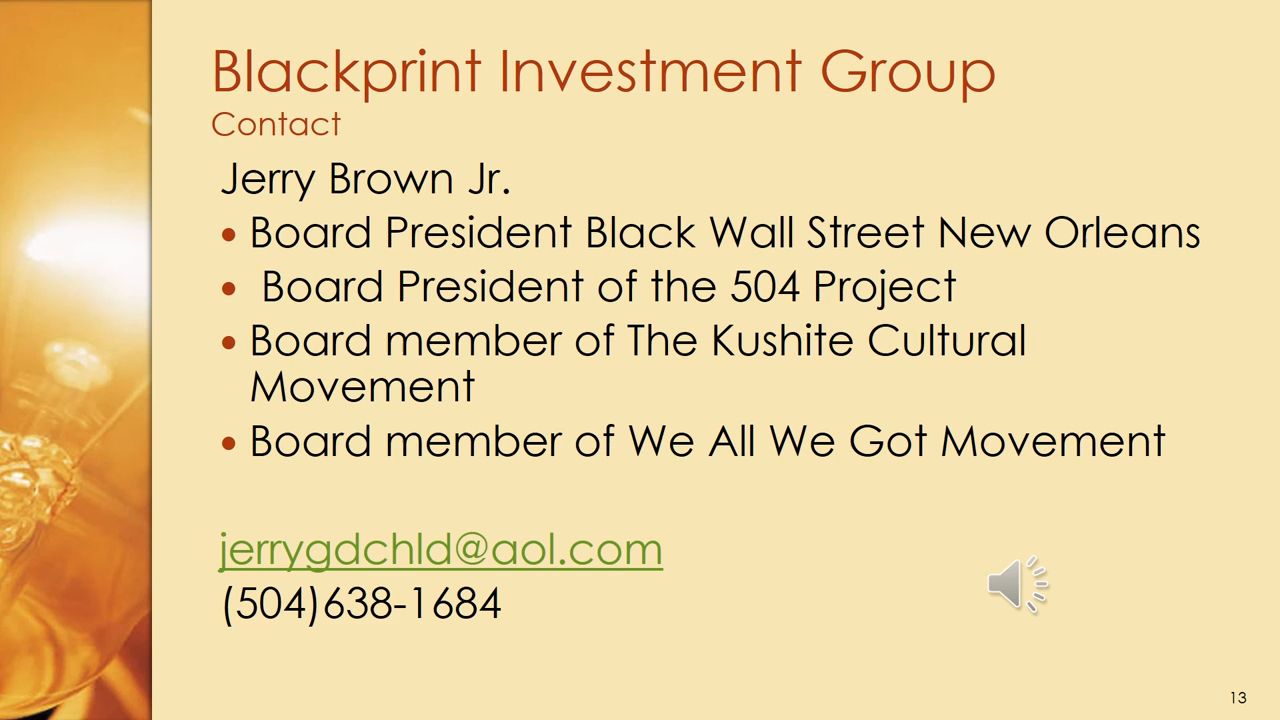 Blackprint Investment Group
Contact
Jerry Brown Jr.
• Board President Black Wall Street New Orleans
• Board President of the 504 Project
• Board member of The Kushite Cultural
Movement
• Board member of We All We Got Movement
jerrygdchld@aol.com
(504)638-1684
13